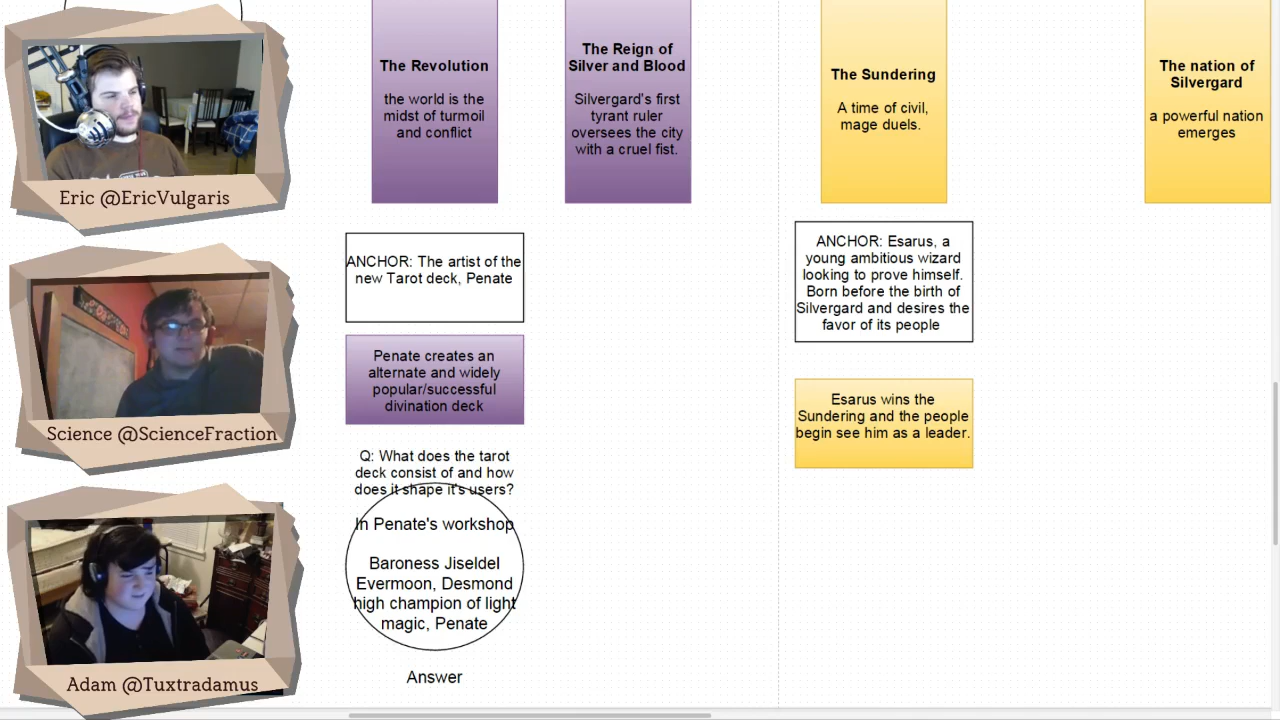 Eric @EricVulgaris
Science @ScienceFraction
Adam @Tuxtradamus
The Revolution
the world is the
midst of turmoil
and conflict
The Reign of
Silver and Blood
Silvergard's first
tyrant ruler
oversees the city
with a cruel fist.
The Sundering
A time of civil,
mage duels.
The nation of
Silvergard
a powerful nation
emerges
ANCHOR: The artist of the
new Tarot deck, Penate
Penate creates an
alternate and widely
popular/successful
divination deck
Q: What does the tarot
deck consist of and how
does it shape it's users?
In Penate's workshop
Baroness Jiseldel
Evermoon, Desmond
high champion of light
magic, Penate
Answer
ANCHOR: Esarus, a
young ambitious wizard
looking to prove himself.
Born before the birth of
Silvergard and desires the
favor of its people
Esarus wins the
Sundering and the people
begin see him as a leader.